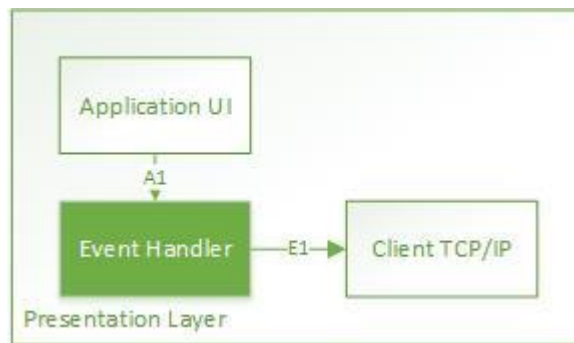 Application UI
A1
Event Handler
E1
Client TCP/IP
Presentation Layer